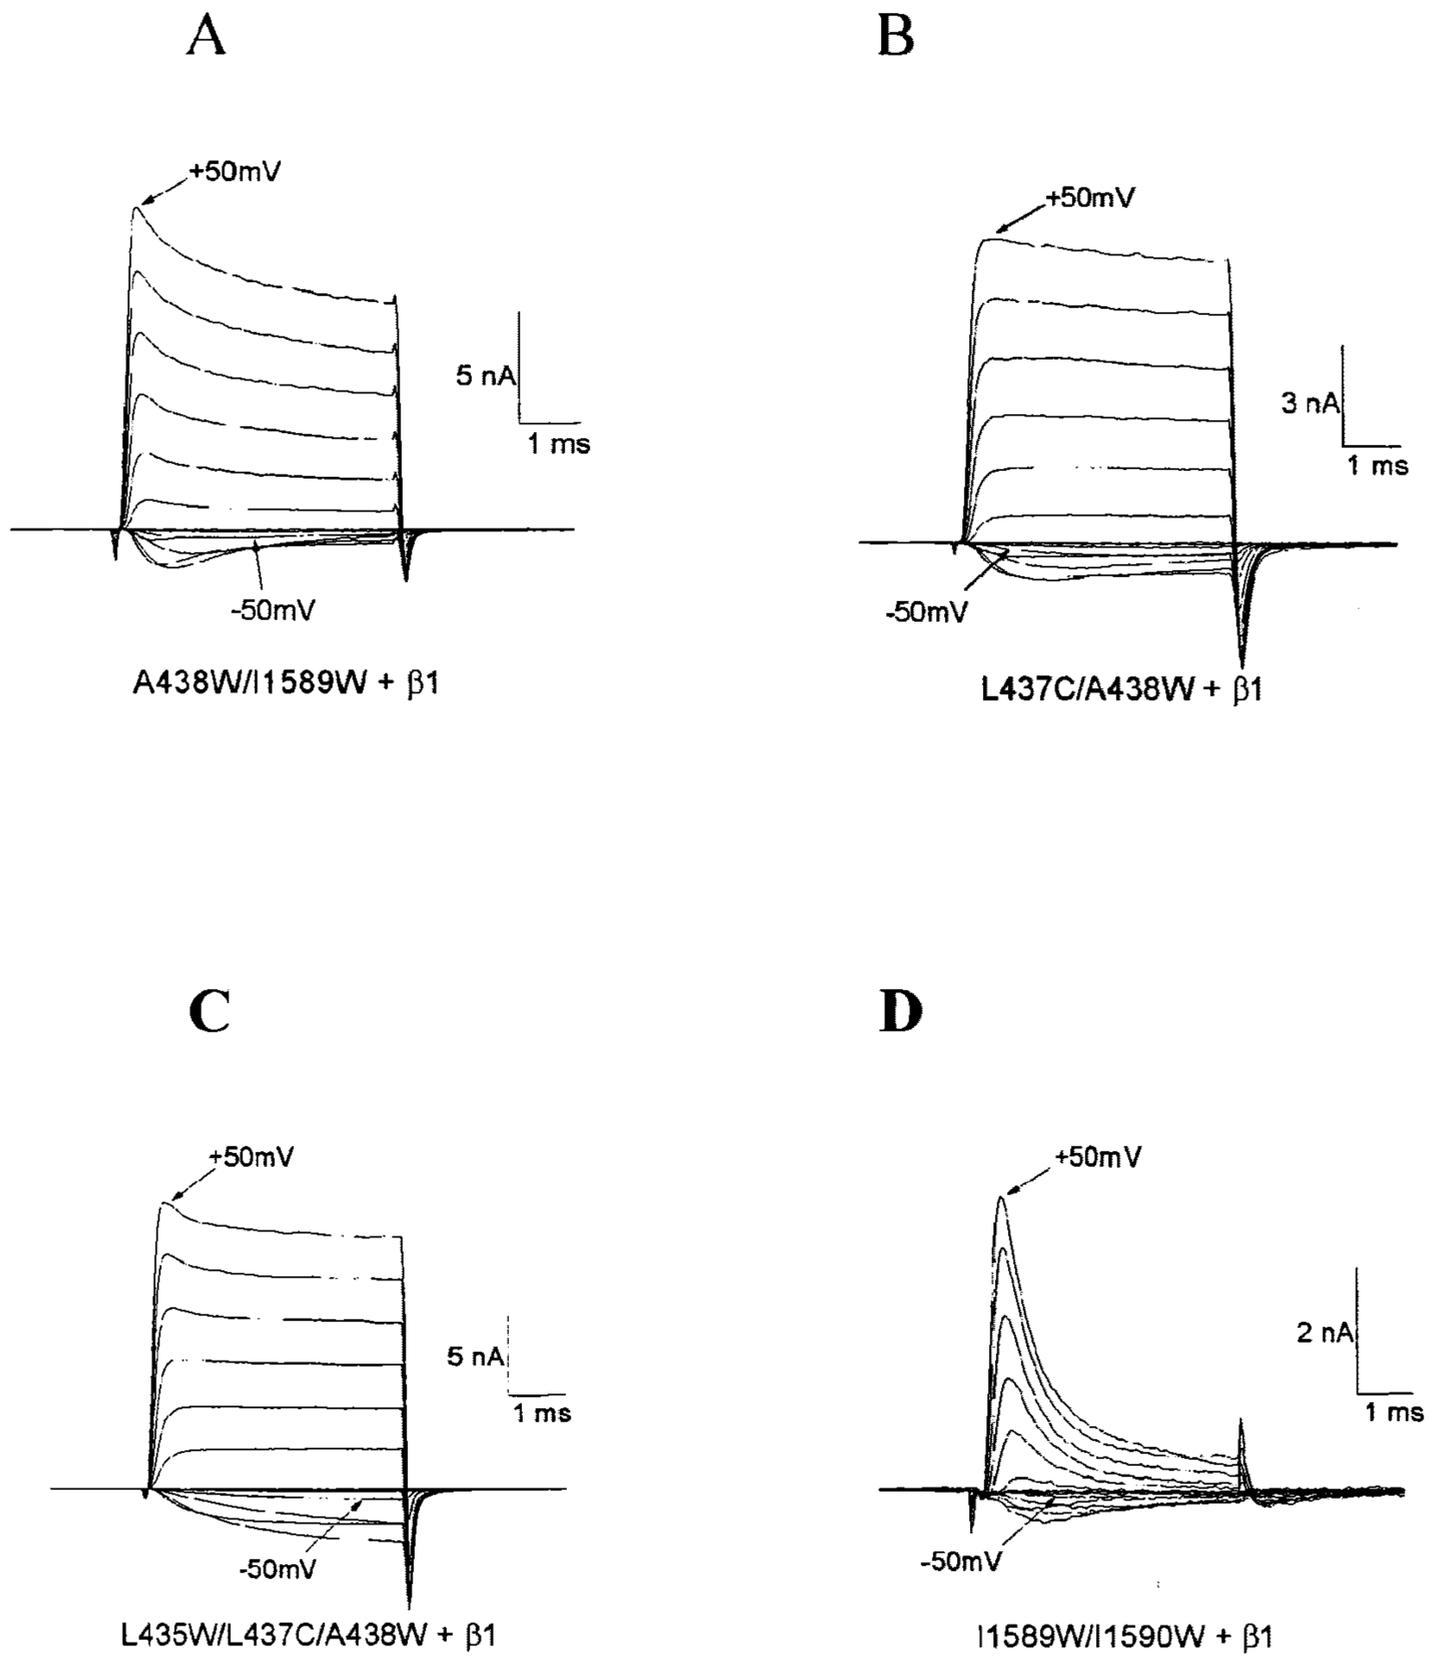 A
B
+50mV
+50mV
5 nA
1 ms
3 nA
1 ms
-50mV
-50mV
A438W/I1589W + β1
L437C/A438W + β1
C
D
+50mV
+50mV
5 nA
1 ms
2 nA
1 ms
-50mV
-50mV
L435W/L437C/A438W + β1
I1589W/I1590W + β1